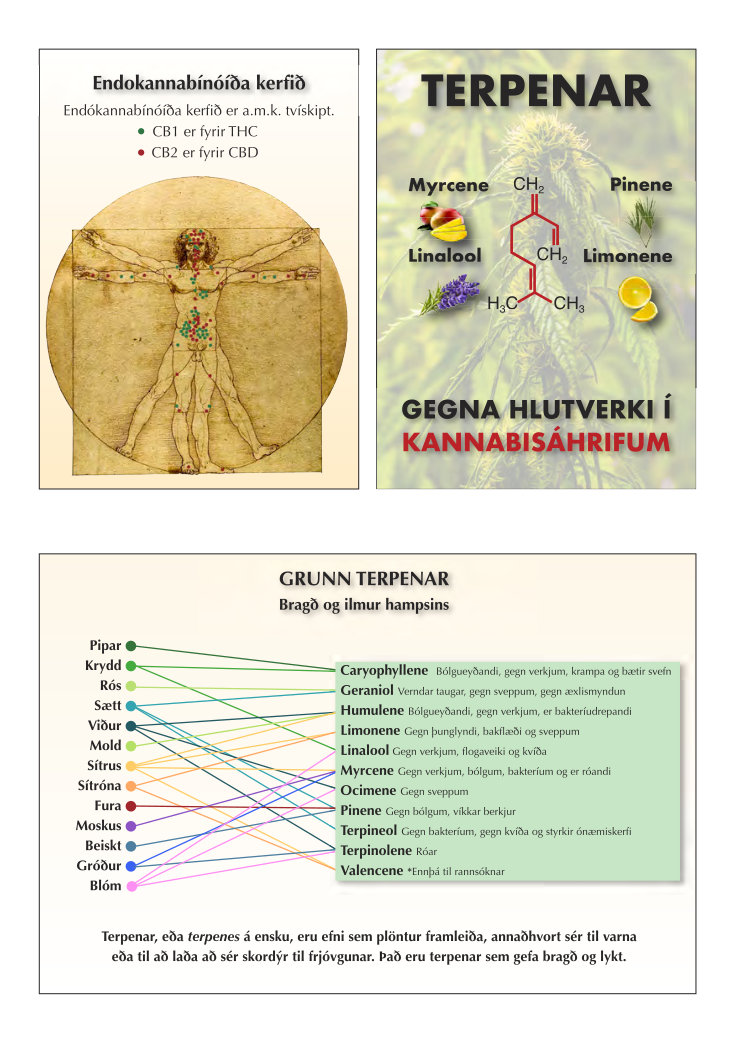 Endokannabínóíða kerfið
Endókannabínóíða kerfið er a.m.k. tvískipt.
• CB1 er fyrir THC
• CB2 er fyrir CBD
TERPENAR
Myrcene
CH2
Pinene
Linalool
CH2
Limonene
H3C
CH3
GEGNA HLUTVERKI Í
KANNABISÁHRIFUM
GRUNN TERPENAR
Bragð og ilmur hampsins
Pipar
Krydd
Rós
Sætt
Viður
Mold
Sítrus
Sítróna
Fura
Moskus
Beiskt
Gróður
Blóm
Caryophyllene Bólgueyðandi, gegn verkjum, krampa og bætir svefn
Geraniol Verndar taugar, gegn sveppum, gegn æxlismyndun
Humulene Bólgueyðandi, gegn verkjum, er bakteríudrepandi
Limonene Gegn þunglyndi, bakflæði og sveppum
Linalool Gegn verkjum, flogaveiki og kvíða
Myrcene Gegn verkjum, bólgum, bakteríum og er róandi
Ocimene Gegn sveppum
Pinene Gegn bólgum, víkkar berkjur
Terpineol Gegn bakteríum, gegn kvíða og styrkir ónæmiskerfi
Terpinolene Róar
Valencene *Ennþá til rannsóknar
Terpenar, eða terpenes á ensku, eru efni sem plöntur framleiða, annaðhvort sér til varna
eða til að laða að sér skordýr til frjóvgunar. Það eru terpenar sem gefa bragð og lykt.